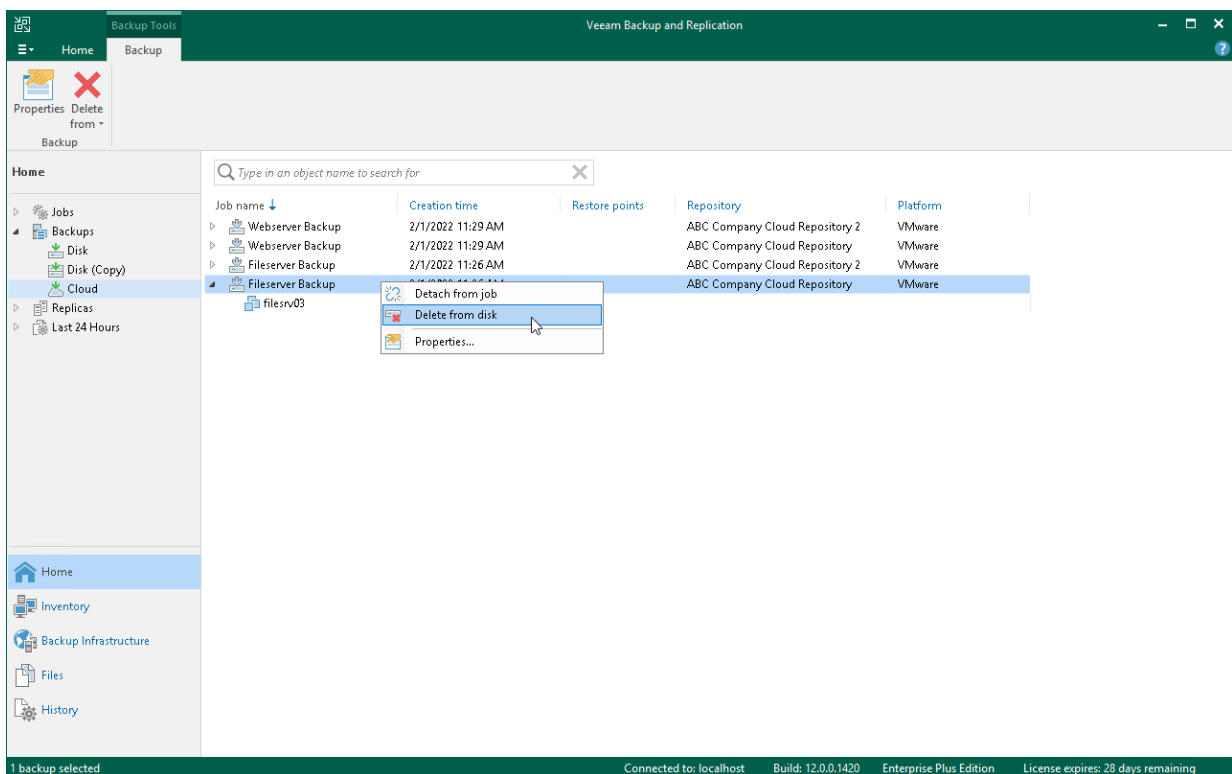 Backup Tools
Veeam Backup and Replication
Home Backup
Properties Delete from
Backup
Home
Type in an object name to search for
Jobs
Backups
Disk
Disk (Copy)
Cloud
Replicas
Last 24 Hours
Job name Creation time Restore points Repository Platform
Webserver Backup 2/1/2022 11:29 AM ABC Company Cloud Repository 2 VMware
Webserver Backup 2/1/2022 11:29 AM ABC Company Cloud Repository VMware
Fileserver Backup 2/1/2022 11:26 AM ABC Company Cloud Repository 2 VMware
Fileserver Backup ABC Company Cloud Repository VMware
filesrv03
Detach from job
Delete from disk
Properties...
Home
Inventory
Backup Infrastructure
Files
History
1 backup selected Connected to: localhost Build: 12.0.0.1420 Enterprise Plus Edition License expires: 28 days remaining